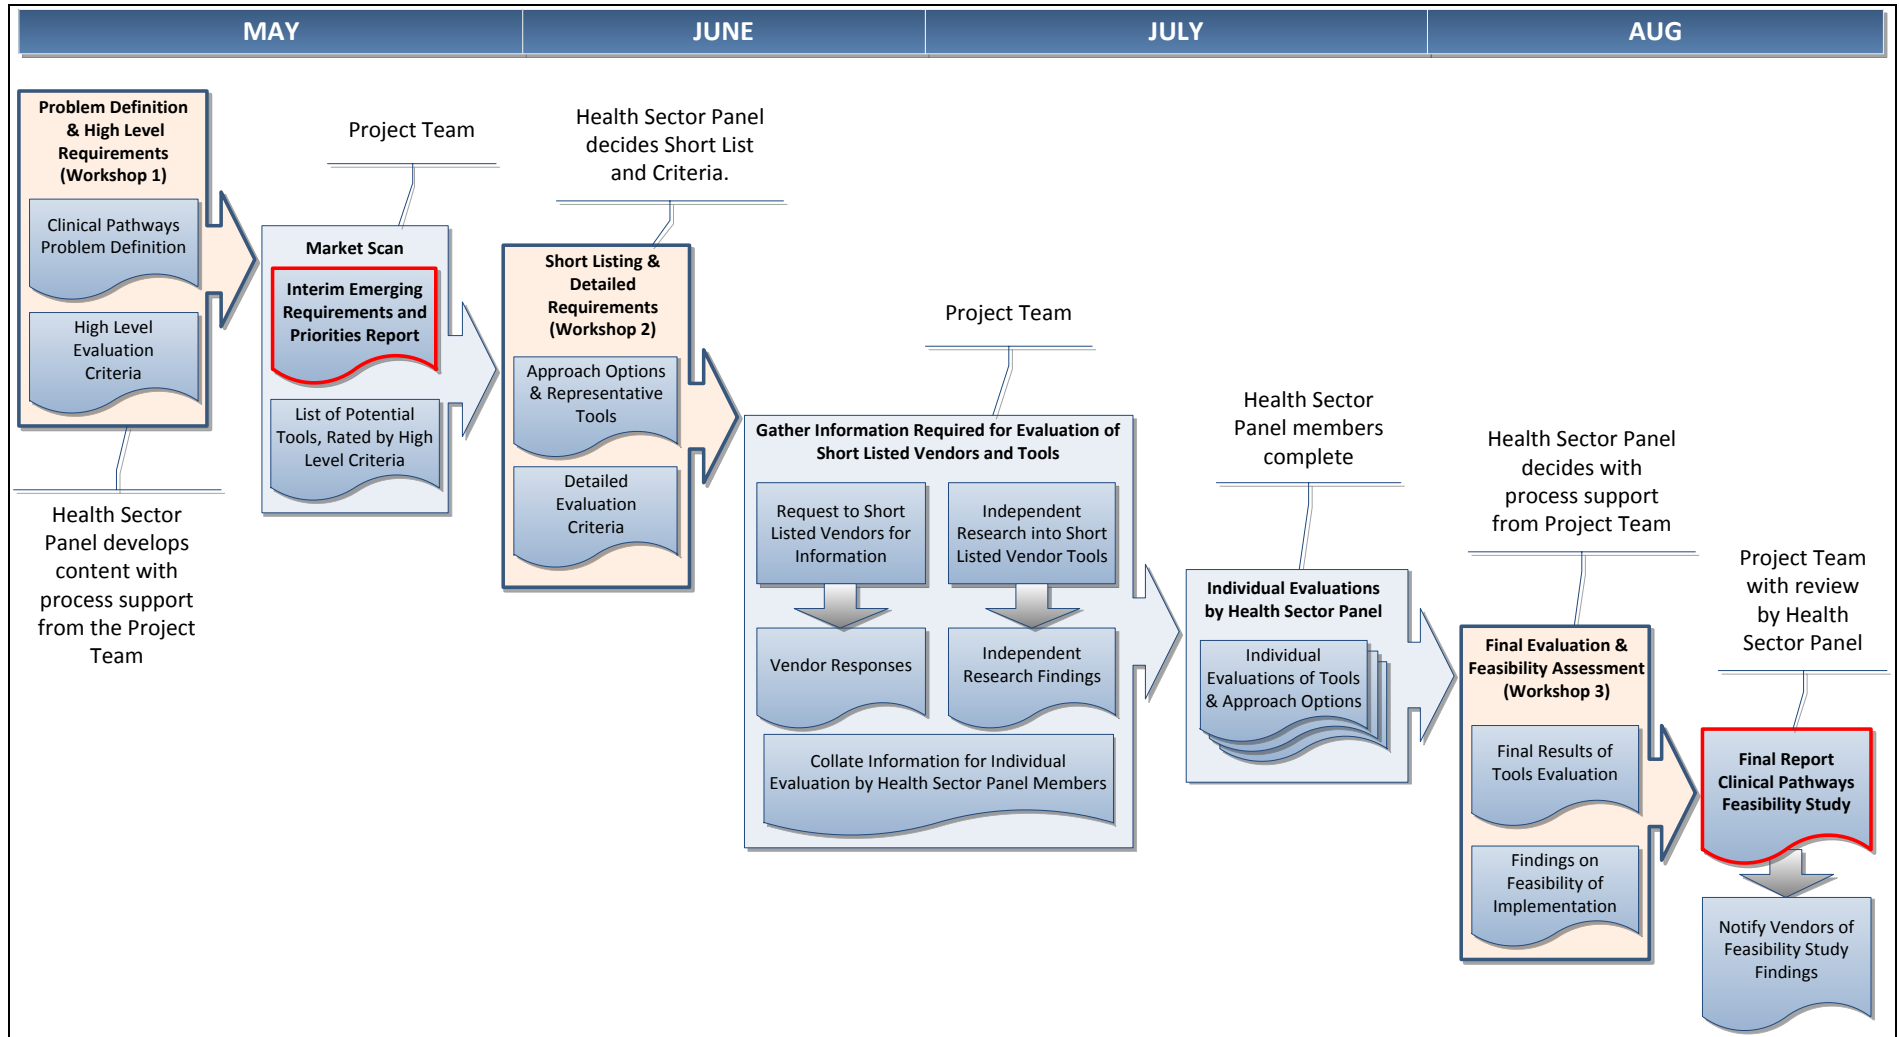 MAY
JUNE
JULY
AUG
Problem Definition
& High Level
Requirements
(Workshop 1)
Clinical Pathways
Problem Definition
High Level
Evaluation
Criteria
Health Sector
Panel develops
content with
process support
from the Project
Team
Project Team
Market Scan
Interim Emerging
Requirements and
Priorities Report
List of Potential
Tools, Rated by High
Level Criteria
Health Sector Panel
decides Short List
and Criteria.
Short Listing &
Detailed
Requirements
(Workshop 2)
Approach Options
& Representative
Tools
Detailed
Evaluation
Criteria
Project Team
Gather Information Required for Evaluation of
Short Listed Vendors and Tools
Request to Short
Listed Vendors for
Information
Independent
Research into Short
Listed Vendor Tools
Vendor Responses
Independent
Research Findings
Collate Information for Individual
Evaluation by Health Sector Panel Members
Health Sector
Panel members
complete
Individual Evaluations
by Health Sector Panel
Individual
Evaluations of Tools
& Approach Options
Health Sector Panel
decides with
process support
from Project Team
Final Evaluation &
Feasibility Assessment
(Workshop 3)
Final Results of
Tools Evaluation
Findings on
Feasibility of
Implementation
Project Team
with review
by Health
Sector Panel
Final Report
Clinical Pathways
Feasibility Study
Notify Vendors of
Feasibility Study
Findings